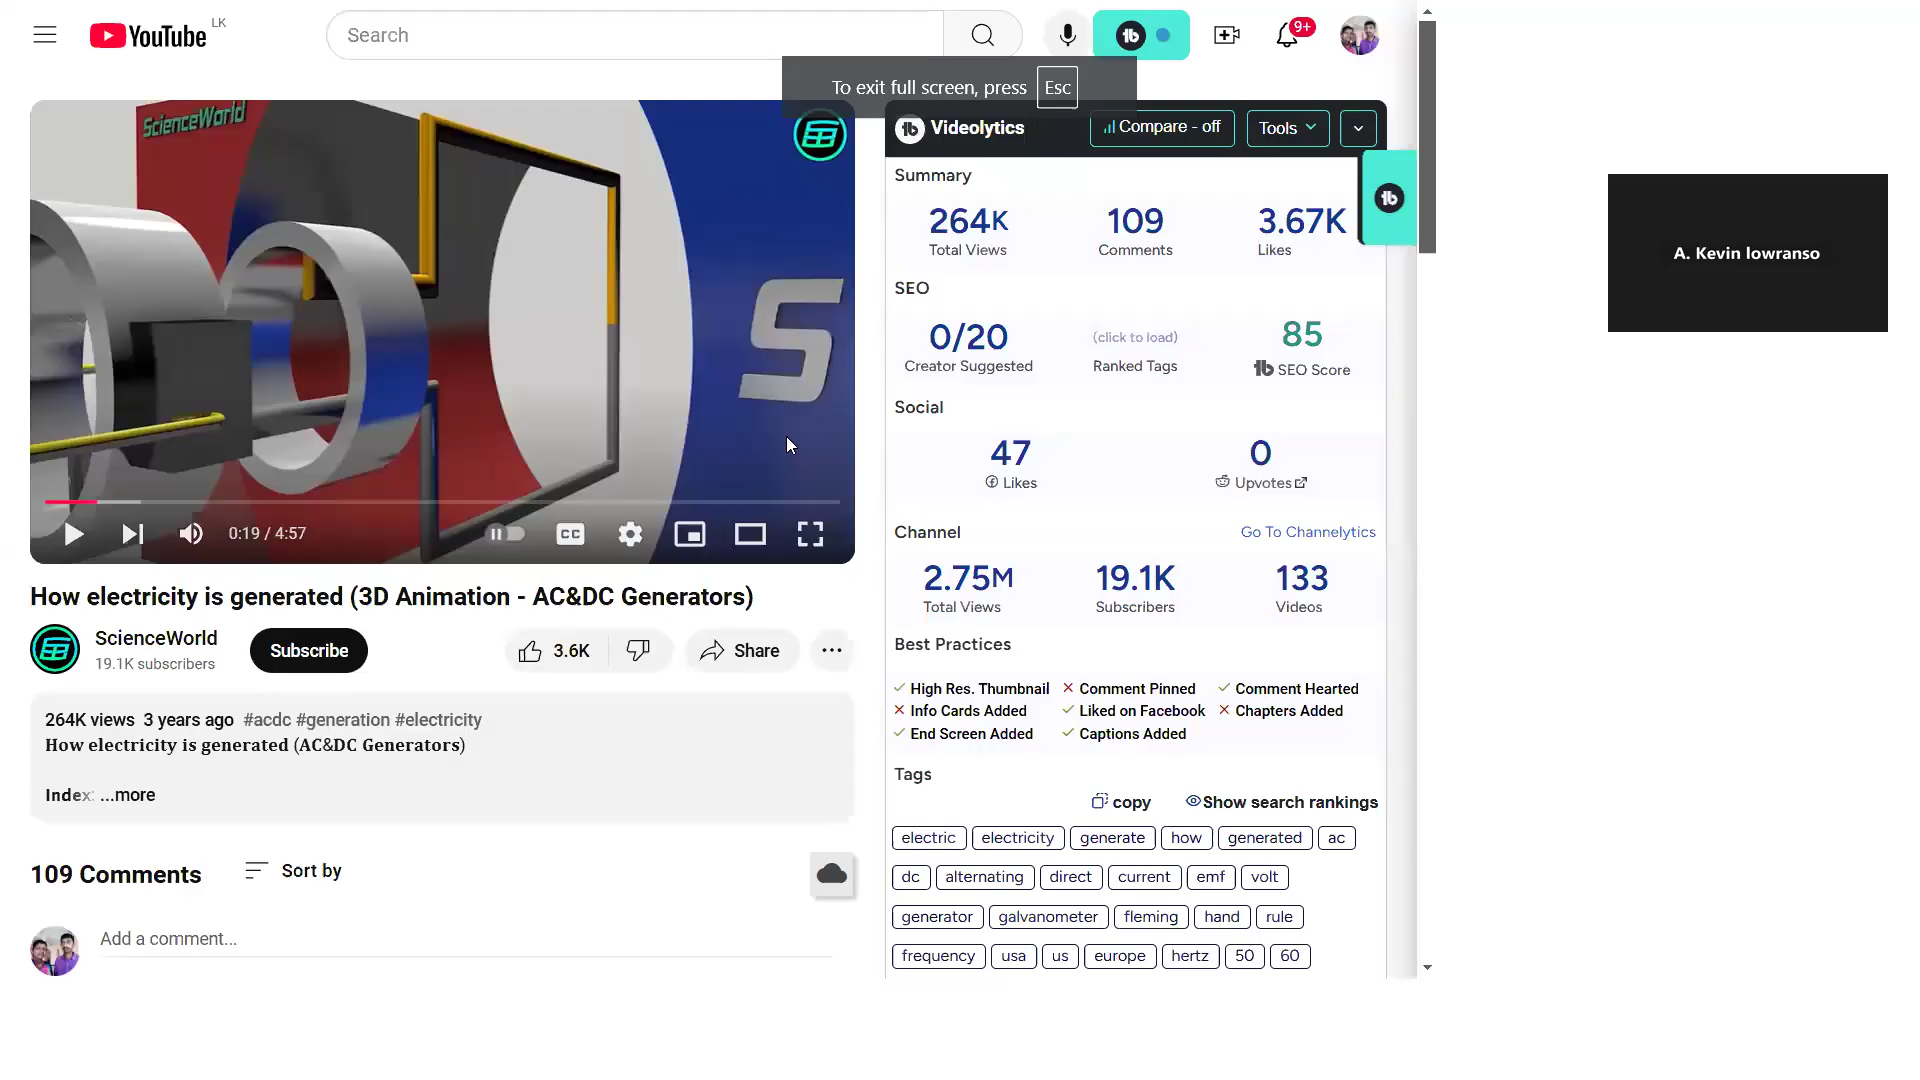 YouTube LK
Search
9+
To exit full screen, press Esc
ScienceWorld
S
0:19 / 4:57
CC
How electricity is generated (3D Animation - AC&DC Generators)
ScienceWorld
19.1K subscribers
Subscribe
3.6K
Share
264K views 3 years ago #acdc #generation #electricity
How electricity is generated (AC&DC Generators)
Index: ...more
109 Comments
Sort by
Add a comment...
Videolytics
Compare - off
Tools
Summary
264K 109 3.67K
Total Views Comments Likes
SEO
0/20 (click to load) 85
Creator Suggested Ranked Tags SEO Score
Social
47 0
Likes Upvotes
Channel Go To Channelytics
2.75M 19.1K 133
Total Views Subscribers Videos
Best Practices
High Res. Thumbnail Comment Pinned Comment Hearted
Info Cards Added Liked on Facebook Chapters Added
End Screen Added Captions Added
Tags
copy Show search rankings
electric electricity generate how generated ac
dc alternating direct current emf volt
generator galvanometer fleming hand rule
frequency usa us europe hertz 50 60
A. Kevin lowranso